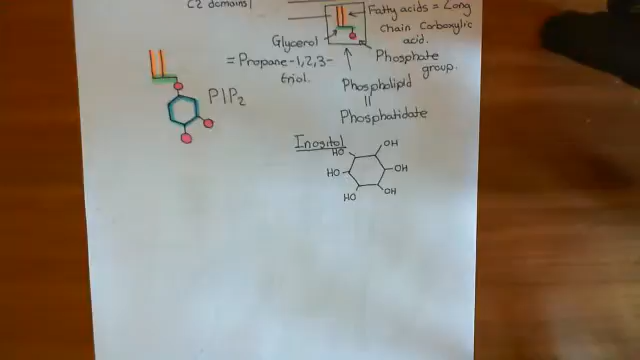 C2 domains)
Fatty acids = Long
chain Carboxylic
acid.
Glycerol
= Propane-1,2,3-
triol.
Phosphate
group.
Phospholipid
=
Phosphatidate
PIP2
Inositol
HO
OH
HO
OH
HO
OH